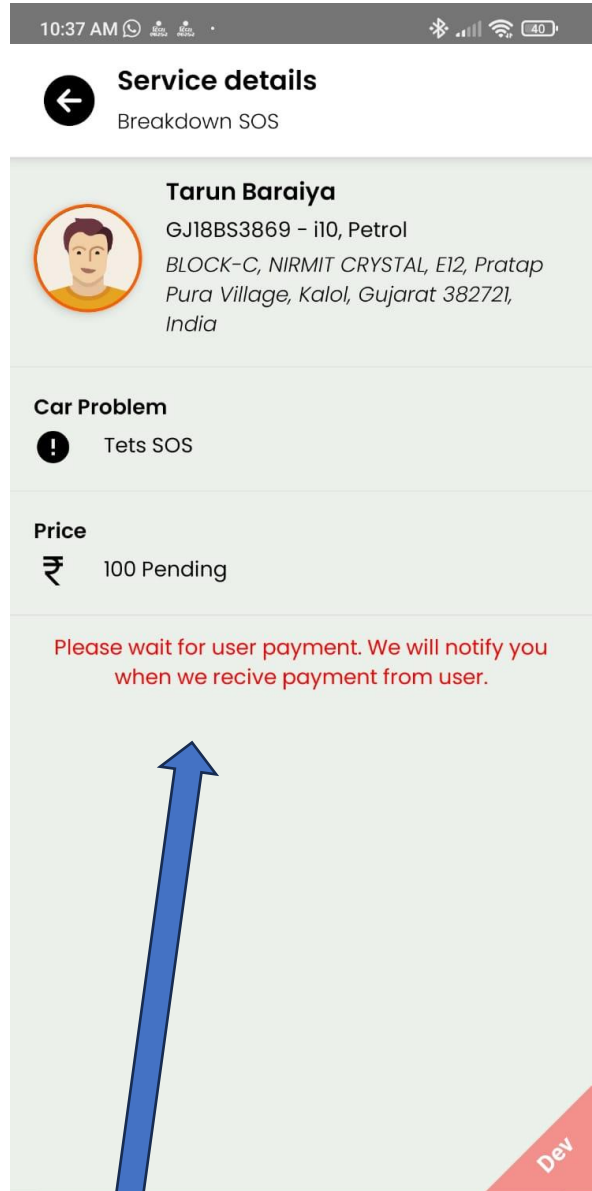 10:37 AM
40
Service details
Breakdown SOS
Tarun Baraiya
GJ18BS3869 - i10, Petrol
BLOCK-C, NIRMIT CRYSTAL, E12, Pratap
Pura Village, Kalol, Gujarat 382721,
India
Car Problem
Tets SOS
Price
₹ 100 Pending
Please wait for user payment. We will notify you
when we recive payment from user.
Dev